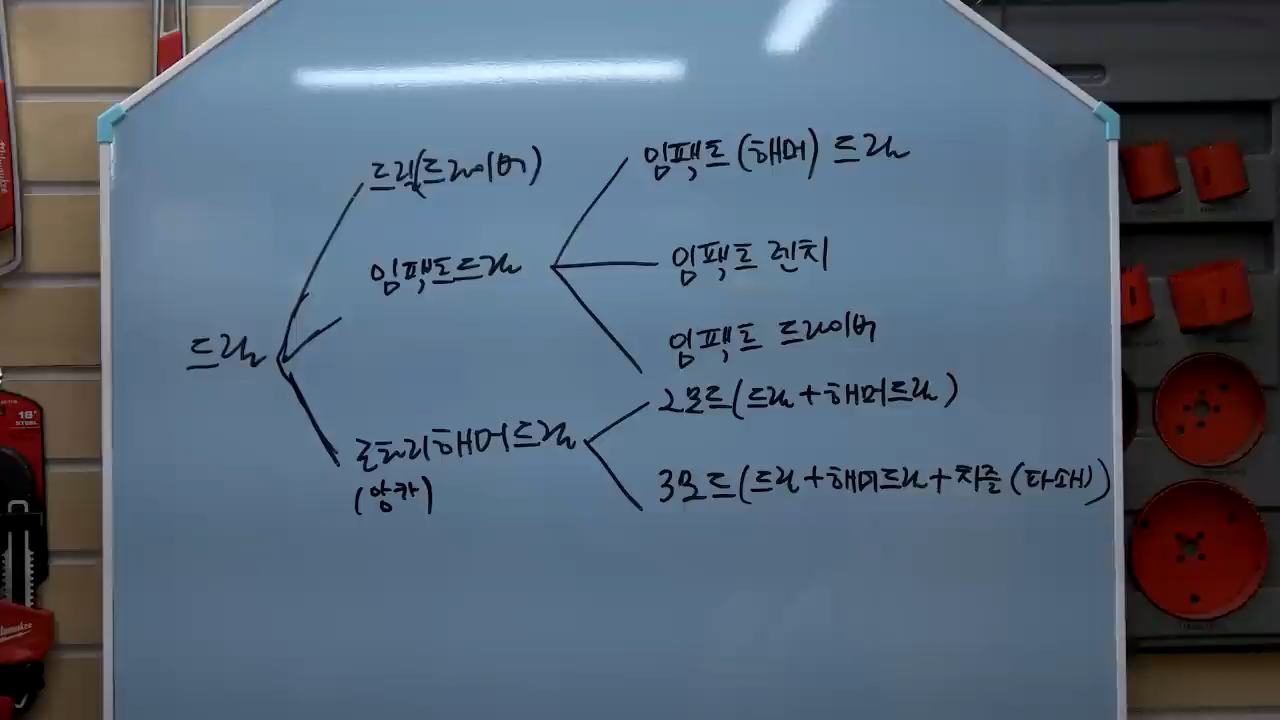 드릴(드라이버)
임팩트드릴
드릴
로터리해머드릴
(앙카)
임팩트(해머) 드릴
임팩트 렌치
임팩트 드라이버
2모드(드릴+해머드릴)
3모드(드릴+해머드릴+치즐(타쇄))
18"
Milwaukee